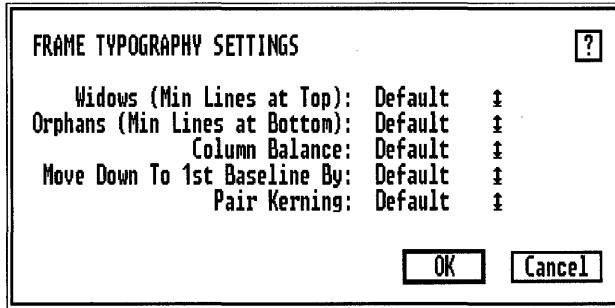 FRAME TYPOGRAPHY SETTINGS ?
Widows (Min Lines at Top): Default ↕
Orphans (Min Lines at Bottom): Default ↕
Column Balance: Default ↕
Move Down To 1st Baseline By: Default ↕
Pair Kerning: Default ↕
OK Cancel